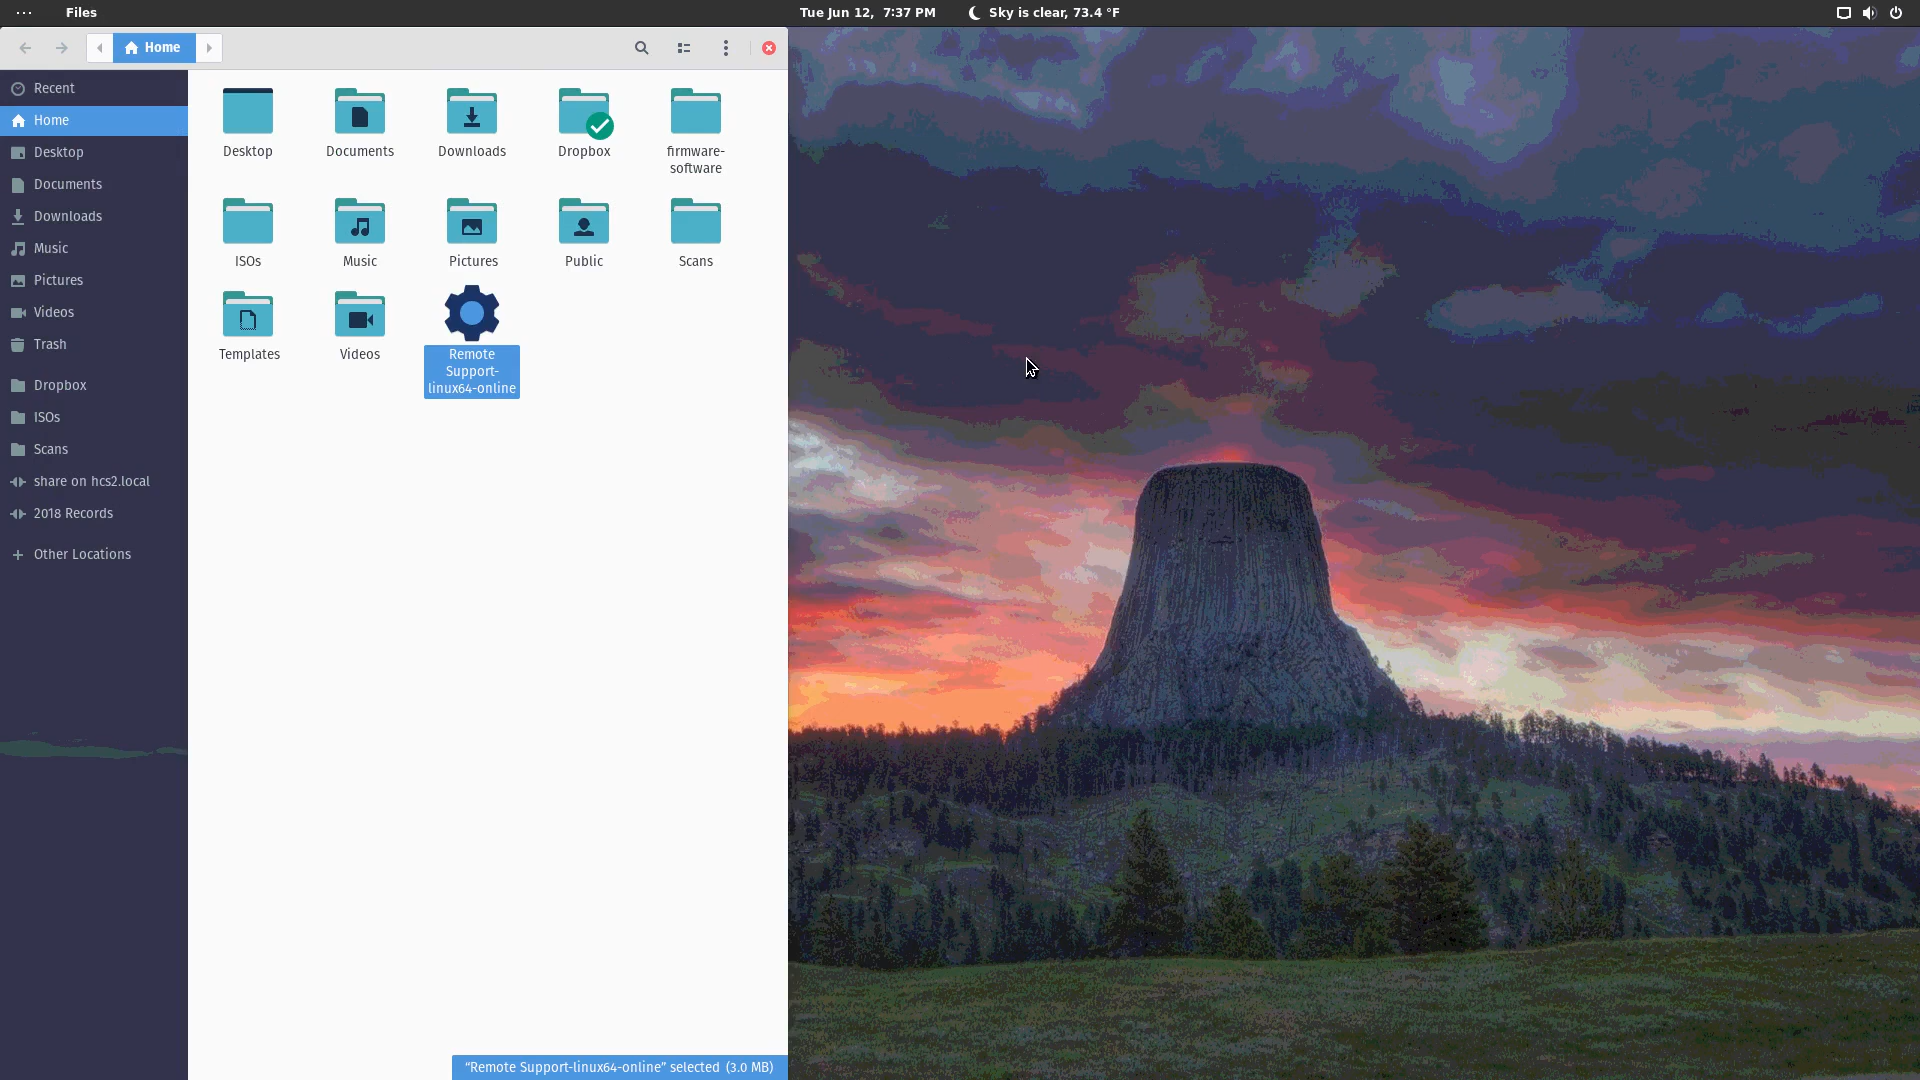 Files
Tue Jun 12, 7:37 PM
Sky is clear, 73.4 °F
Home
Recent
Home
Desktop
Documents
Downloads
Music
Pictures
Videos
Trash
Dropbox
ISOs
Scans
share on hcs2.local
2018 Records
Other Locations
Desktop
Documents
Downloads
Dropbox
firmware-
software
ISOs
Music
Pictures
Public
Scans
Templates
Videos
Remote
Support-
linux64-online
“Remote Support-linux64-online” selected (3.0 MB)